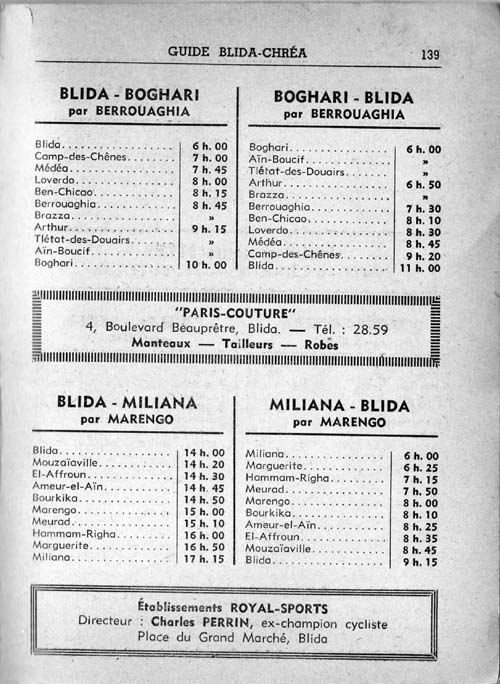 GUIDE BLIDA-CHRÉA 139
BLIDA - BOGHARI
par BERROUAGHIA
Blida 6 h. 00
Camp-des-Chênes 7 h. 00
Médéa 7 h. 45
Loverdo 8 h. 00
Ben-Chicao 8 h. 15
Berrouaghia 8 h. 45
Brazza »
Arthur 9 h. 15
Tlétat-des-Douairs »
Aïn-Boucif »
Boghari 10 h. 00
BOGHARI - BLIDA
par BERROUAGHIA
Boghari 6 h. 00
Aïn-Boucif »
Tlétat-des-Douairs »
Arthur 6 h. 50
Brazza »
Berrouaghia 7 h. 30
Ben-Chicao 8 h. 10
Loverdo 8 h. 30
Médéa 8 h. 45
Camp-des-Chênes 9 h. 20
Blida 11 h. 00
"PARIS-COUTURE"
4, Boulevard Beauprêtre, Blida. — Tél. : 28.59
Manteaux — Tailleurs — Robes
BLIDA - MILIANA
par MARENGO
Blida 14 h. 00
Mouzaïaville 14 h. 20
El-Affroun 14 h. 30
Ameur-el-Aïn 14 h. 45
Bourkika 14 h. 50
Marengo 15 h. 00
Meurad 15 h. 10
Hammam-Righa 16 h. 00
Marguerite 16 h. 50
Miliana 17 h. 15
MILIANA - BLIDA
par MARENGO
Miliana 6 h. 00
Marguerite 6 h. 25
Hammam-Righa 7 h. 15
Meurad 7 h. 50
Marengo 8 h. 00
Bourkika 8 h. 10
Ameur-el-Aïn 8 h. 25
El-Affroun 8 h. 35
Mouzaïaville 8 h. 45
Blida 9 h. 15
Établissements ROYAL-SPORTS
Directeur : Charles PERRIN, ex-champion cycliste
Place du Grand Marché, Blida